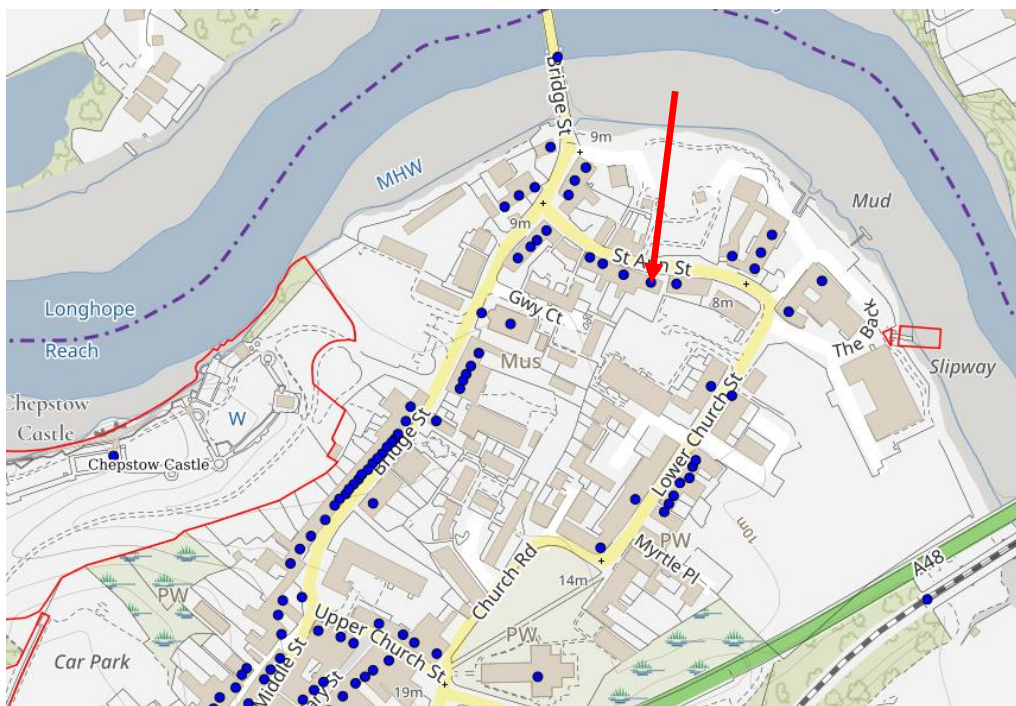 Bridge St
9m
MHW
Mud
9m
St Ann St
Longhope
Reach
Gwy Ct
8m
The Back
Mus
Slipway
Chepstow
Castle
W
Chepstow Castle
Bridge St
Lower Church St
10m
PW
Myrtle Pl
A48
Church Rd
14m
PW
Upper Church St
PW
Car Park
Middle St
ary St
19m